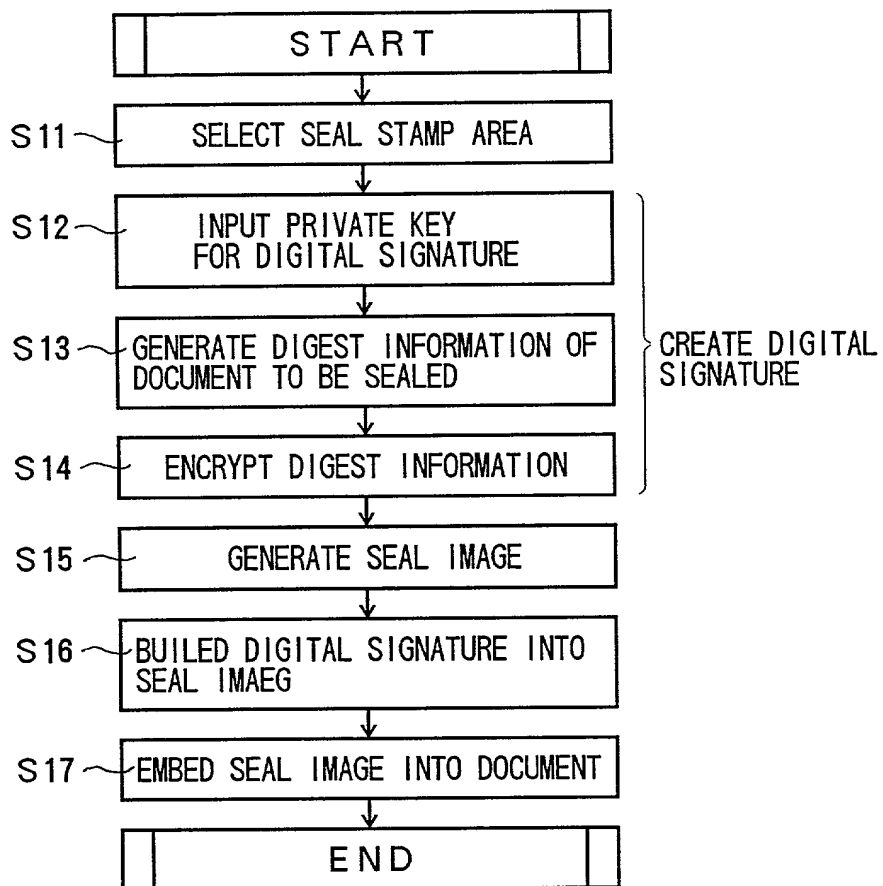 START
S11
SELECT SEAL STAMP AREA
S12
INPUT PRIVATE KEY
FOR DIGITAL SIGNATURE
S13
GENERATE DIGEST INFORMATION OF
DOCUMENT TO BE SEALED
CREATE DIGITAL
SIGNATURE
S14
ENCRYPT DIGEST INFORMATION
S15
GENERATE SEAL IMAGE
S16
BUILED DIGITAL SIGNATURE INTO
SEAL IMAEG
S17
EMBED SEAL IMAGE INTO DOCUMENT
END